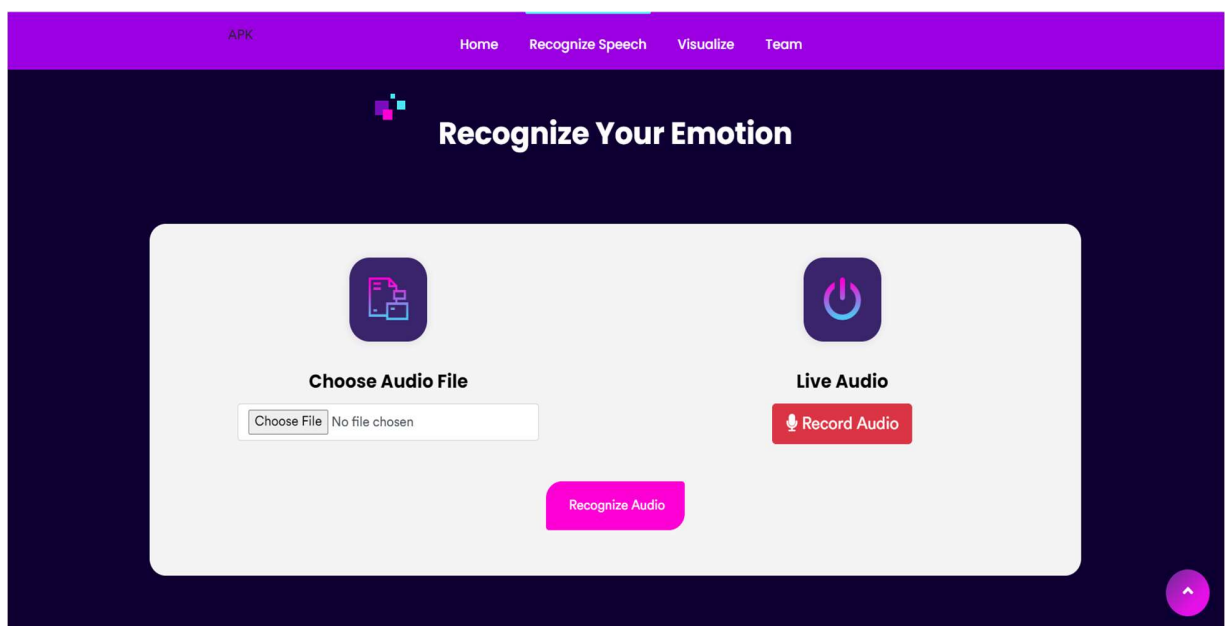 APK
Home Recognize Speech Visualize Team
Recognize Your Emotion
Choose Audio File
Choose File No file chosen
Live Audio
Record Audio
Recognize Audio